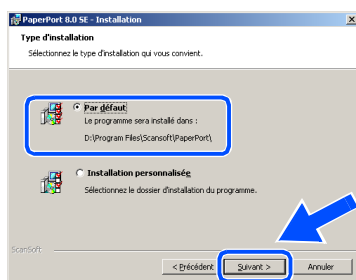 PaperPort 8.0 SE - Installation
Type d'installation
Sélectionnez le type d'installation qui vous convient.
Par défaut
Le programme sera installé dans :
D:\Program Files\Scansoft\PaperPort\
Installation personnalisée
Sélectionnez le dossier d'installation du programme.
ScanSoft
< Précédent Suivant > Annuler